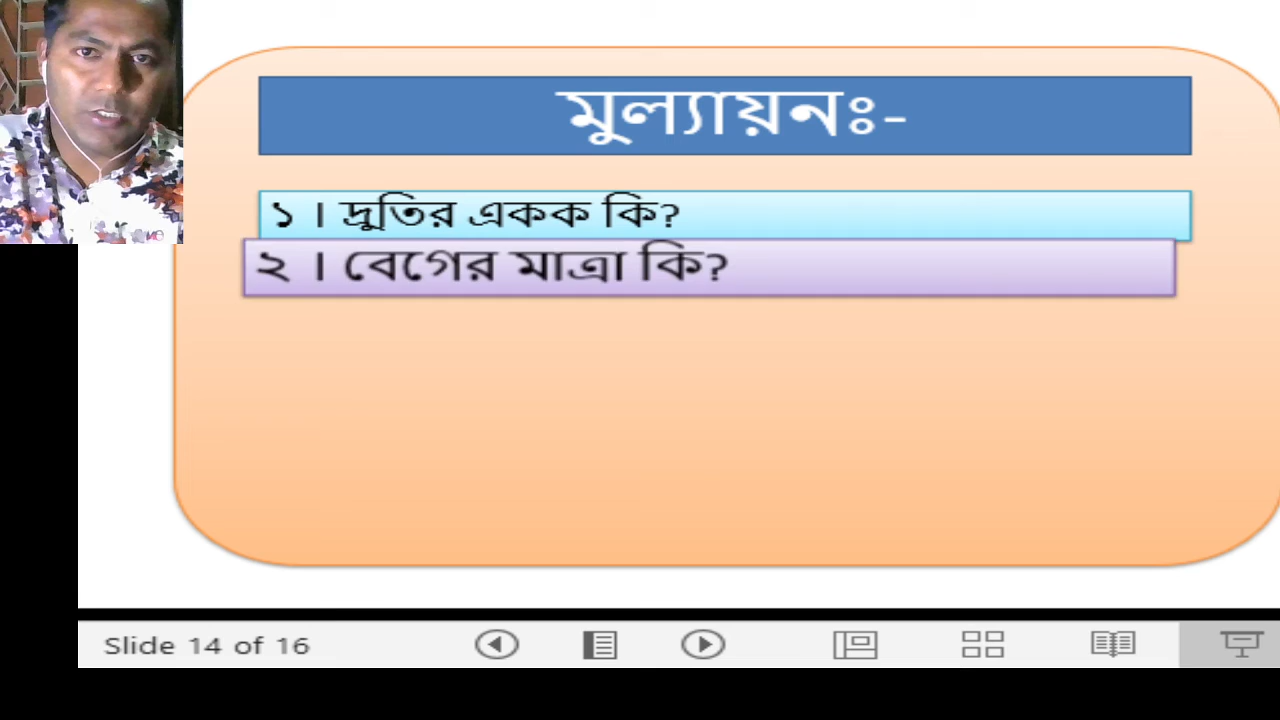 মুল্যায়নঃ-
১ । দ্রুতির একক কি?
২ । বেগের মাত্রা কি?
Slide 14 of 16